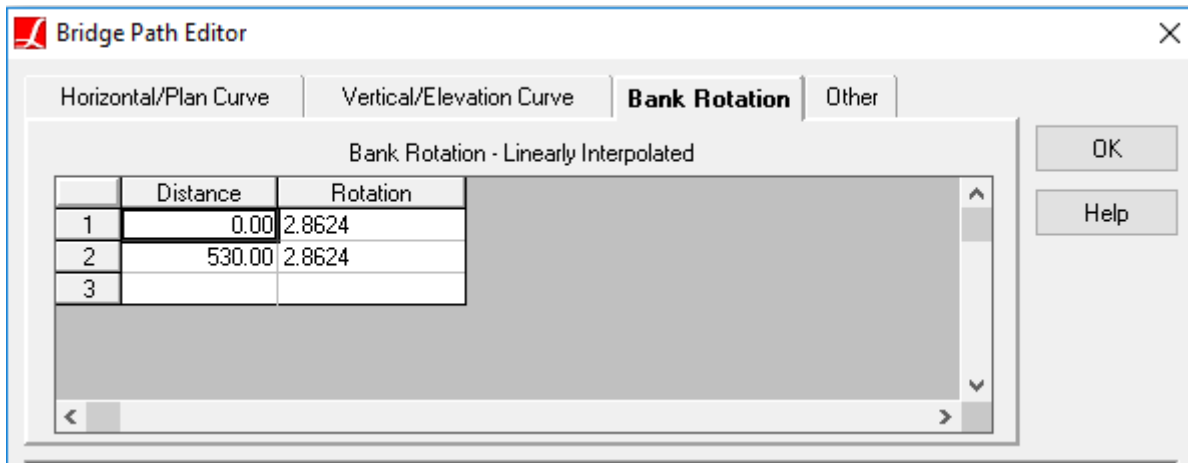 Bridge Path Editor
Horizontal/Plan Curve Vertical/Elevation Curve Bank Rotation Other
Bank Rotation - Linearly Interpolated
OK
Distance Rotation
Help
1 0.00 2.8624
2 530.00 2.8624
3